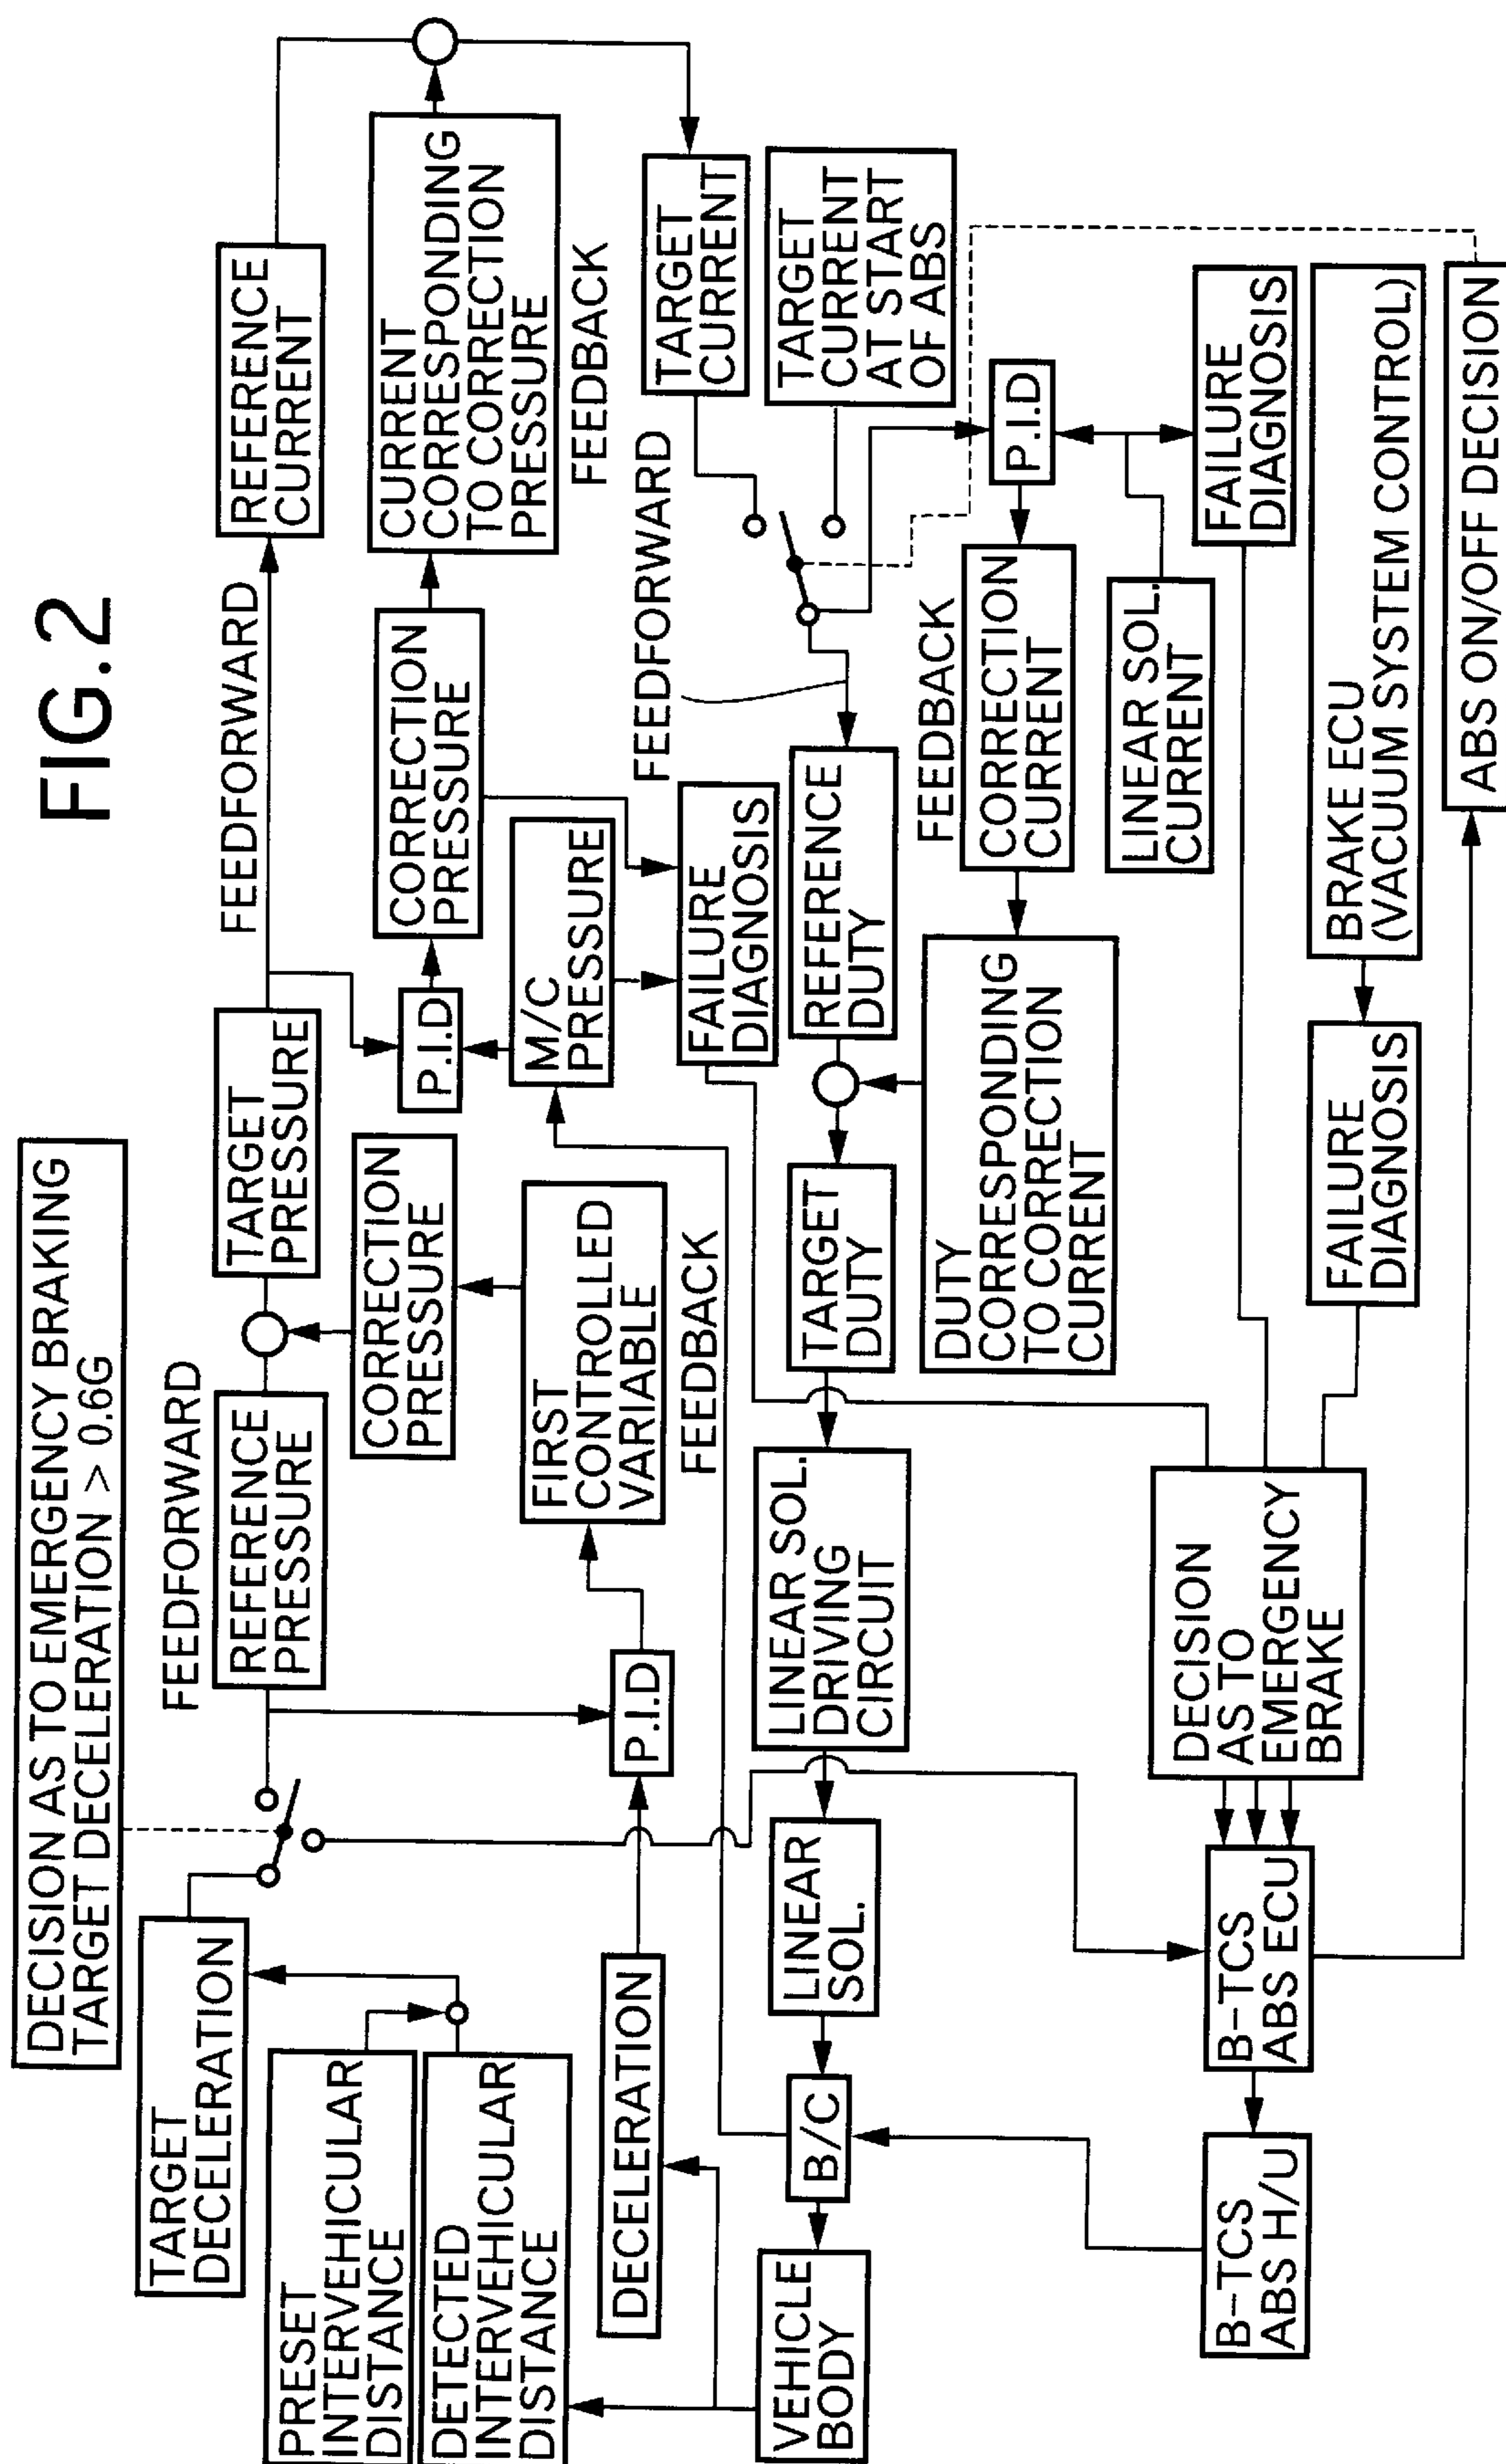 FIG.2
DECISION AS TO EMERGENCY BRAKING
TARGET DECELERATION > 0.6G
TARGET
DECELERATION
PRESET
INTERVEHICULAR
DISTANCE
DETECTED
INTERVEHICULAR
DISTANCE
FEEDFORWARD
REFERENCE
PRESSURE
TARGET
PRESSURE
FEEDFORWARD
REFERENCE
CURRENT
CORRECTION
PRESSURE
P.I.D
CORRECTION
PRESSURE
CURRENT
CORRESPONDING
TO CORRECTION
PRESSURE
FEEDBACK
DECELERATION
P.I.D
FIRST
CONTROLLED
VARIABLE
FEEDBACK
M/C
PRESSURE
FAILURE
DIAGNOSIS
FEEDFORWARD
TARGET
CURRENT
TARGET
CURRENT
AT START
OF ABS
VEHICLE
BODY
B/C
LINEAR
SOL.
LINEAR SOL.
DRIVING
CIRCUIT
TARGET
DUTY
REFERENCE
DUTY
DUTY
CORRESPONDING
TO CORRECTION
CURRENT
FEEDBACK
CORRECTION
CURRENT
P.I.D
LINEAR SOL.
CURRENT
FAILURE
DIAGNOSIS
B-TCS
ABS H/U
B-TCS
ABS ECU
DECISION
AS TO
EMERGENCY
BRAKE
FAILURE
DIAGNOSIS
BRAKE ECU
(VACUUM SYSTEM CONTROL)
ABS ON/OFF DECISION